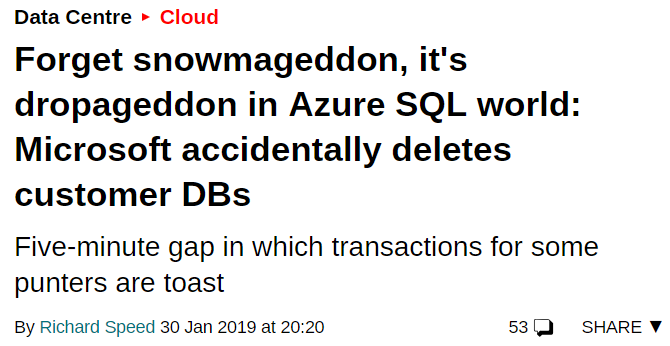 Data Centre ▸ Cloud
Forget snowmageddon, it's
dropageddon in Azure SQL world:
Microsoft accidentally deletes
customer DBs
Five-minute gap in which transactions for some
punters are toast
By Richard Speed 30 Jan 2019 at 20:20 53 SHARE ▼